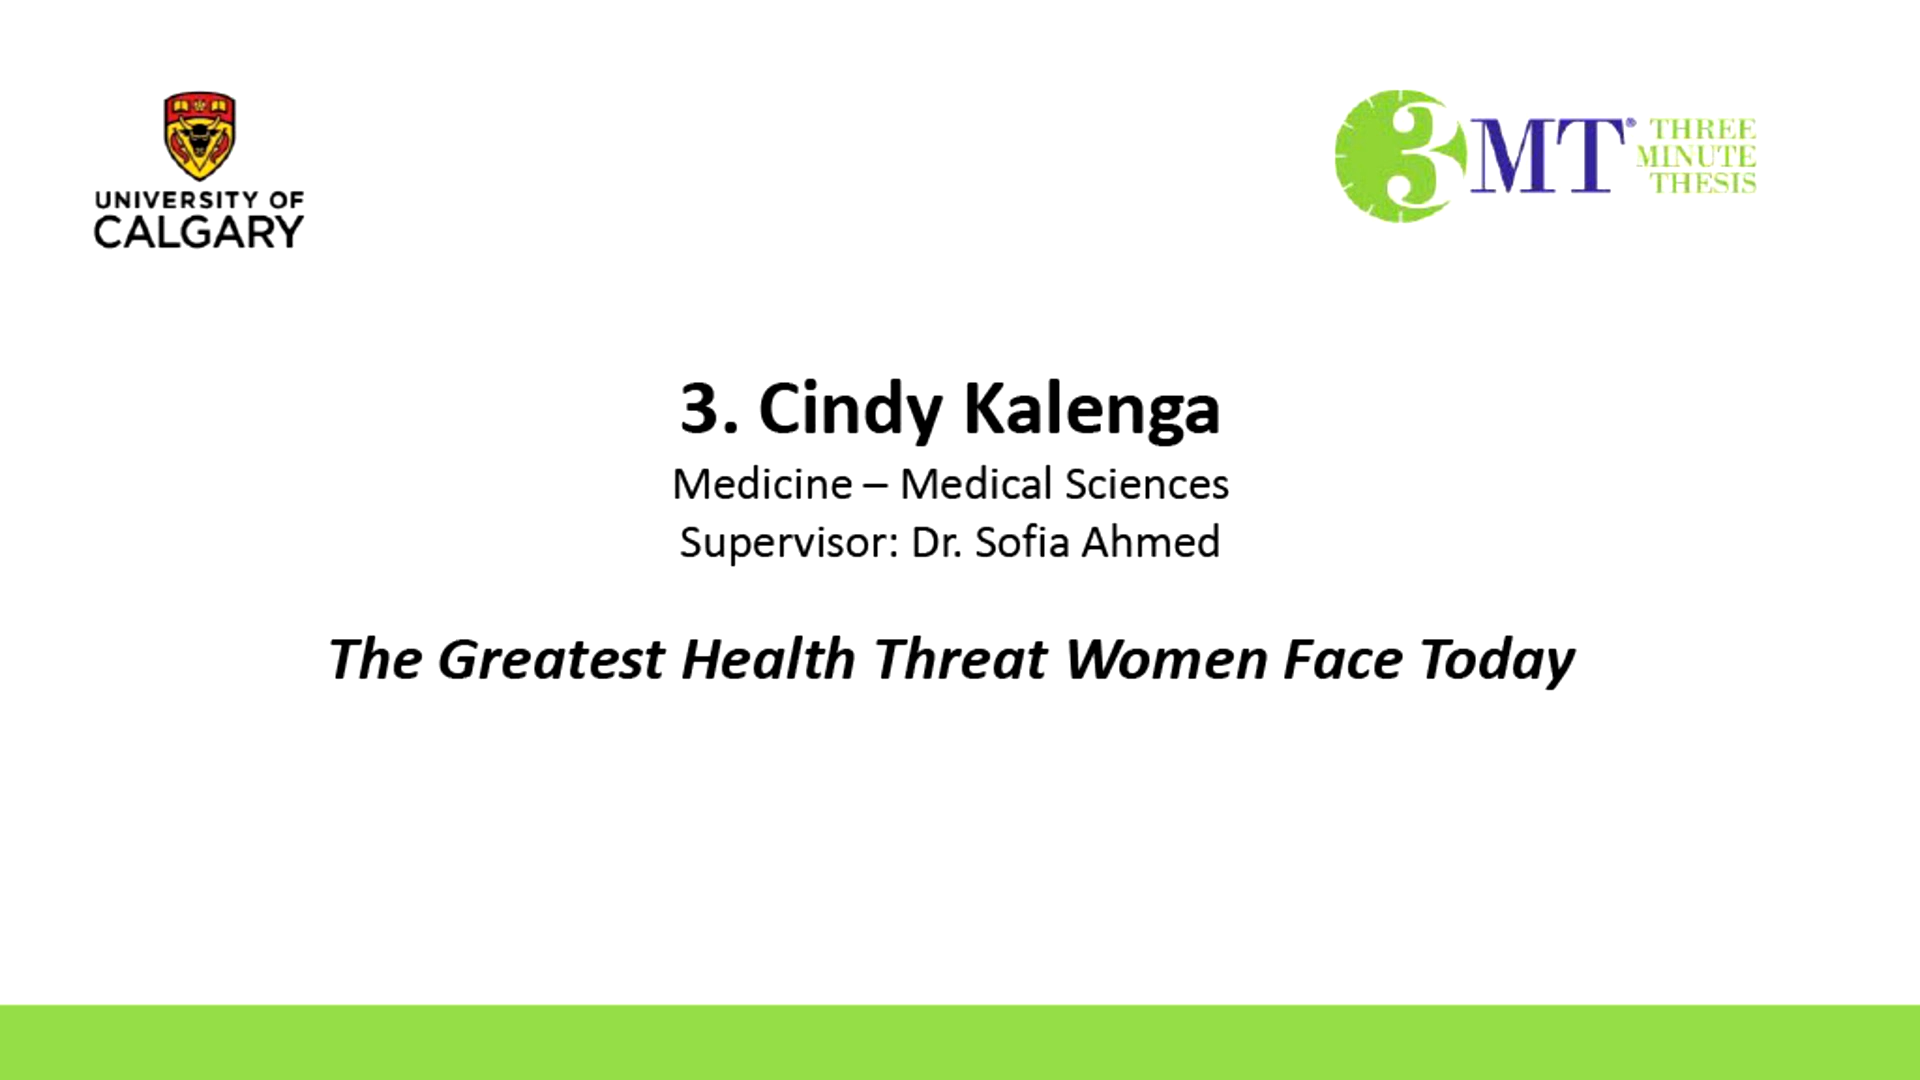 UNIVERSITY OF
CALGARY
3MT® THREE
MINUTE
THESIS
3. Cindy Kalenga
Medicine – Medical Sciences
Supervisor: Dr. Sofia Ahmed
The Greatest Health Threat Women Face Today